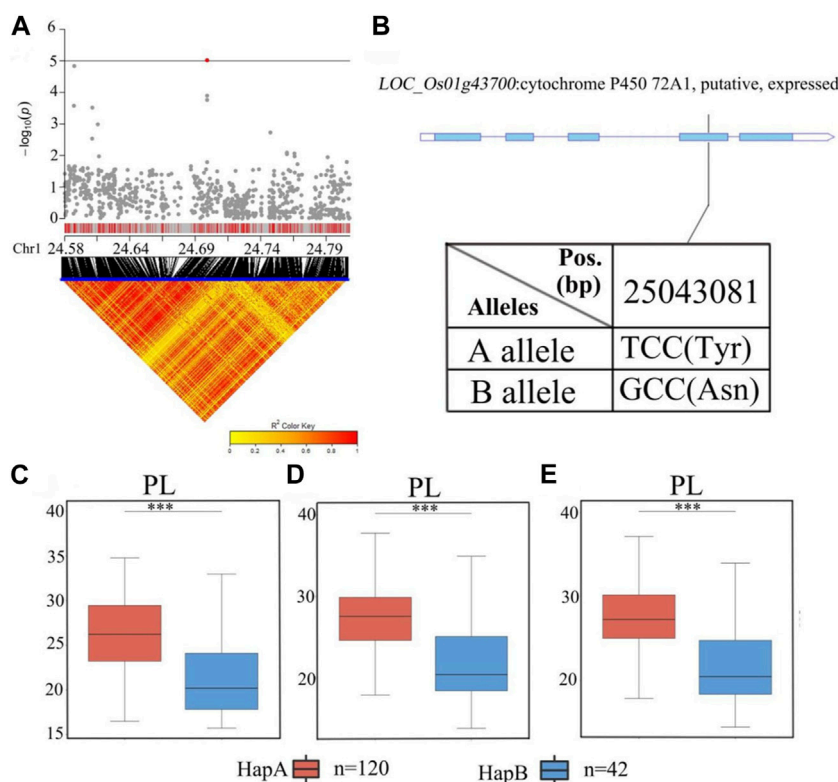 A
6
5
4
3
2
1
0
−log10(p)
Chr1
24.58 24.64 24.69 24.74 24.79
R2 Color Key
0 0.2 0.4 0.6 0.8 1
B
LOC_Os01g43700:cytochrome P450 72A1, putative, expressed
Pos.
(bp)
Alleles
25043081
A allele TCC(Tyr)
B allele GCC(Asn)
C
PL
***
40
35
30
25
20
15
D
PL
***
40
30
20
E
PL
***
40
30
20
HapA n=120 HapB n=42